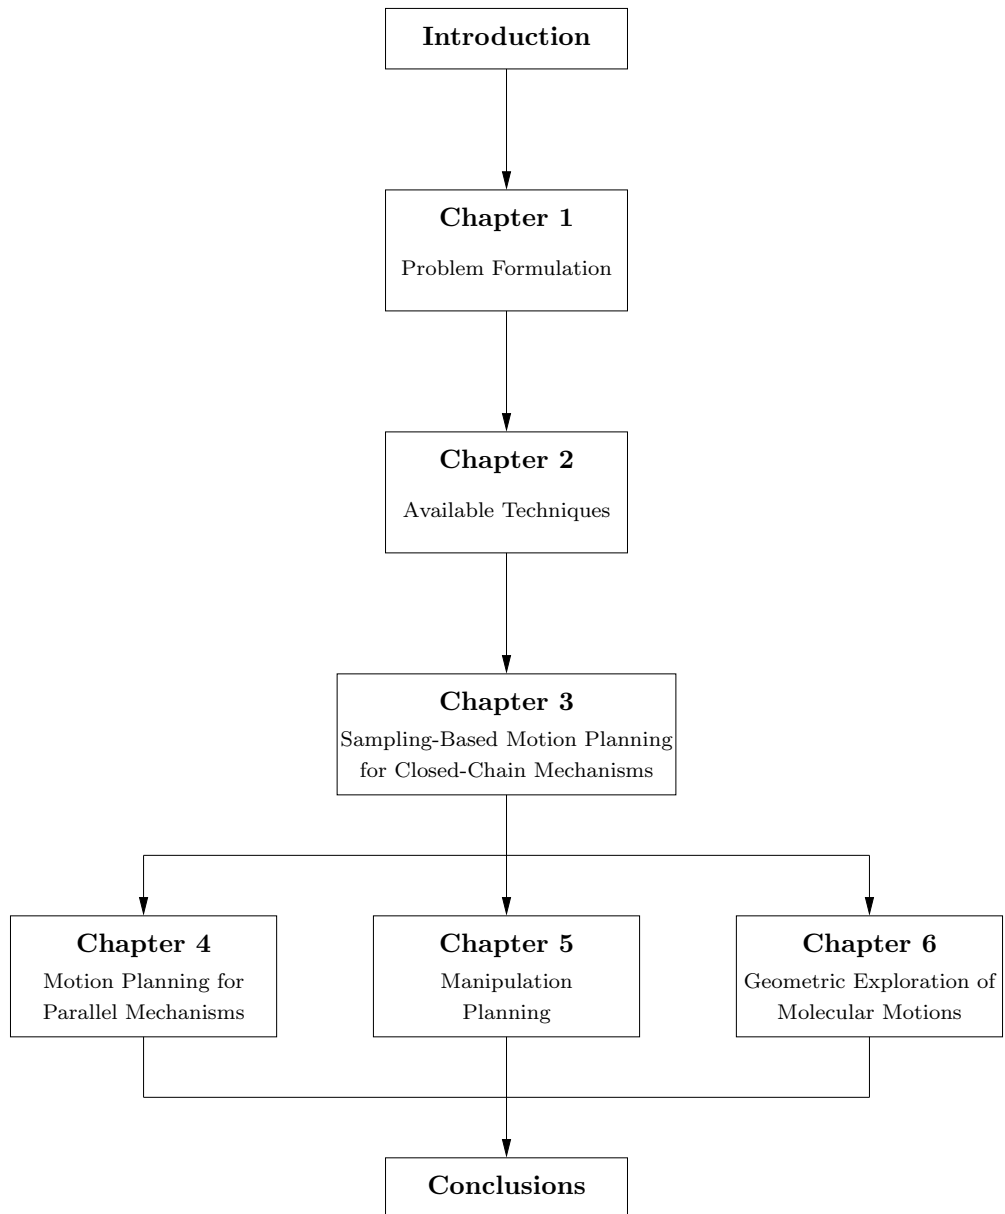 Introduction
Chapter 1
Problem Formulation
Chapter 2
Available Techniques
Chapter 3
Sampling-Based Motion Planning
for Closed-Chain Mechanisms
Chapter 4
Motion Planning for
Parallel Mechanisms
Chapter 5
Manipulation
Planning
Chapter 6
Geometric Exploration of
Molecular Motions
Conclusions